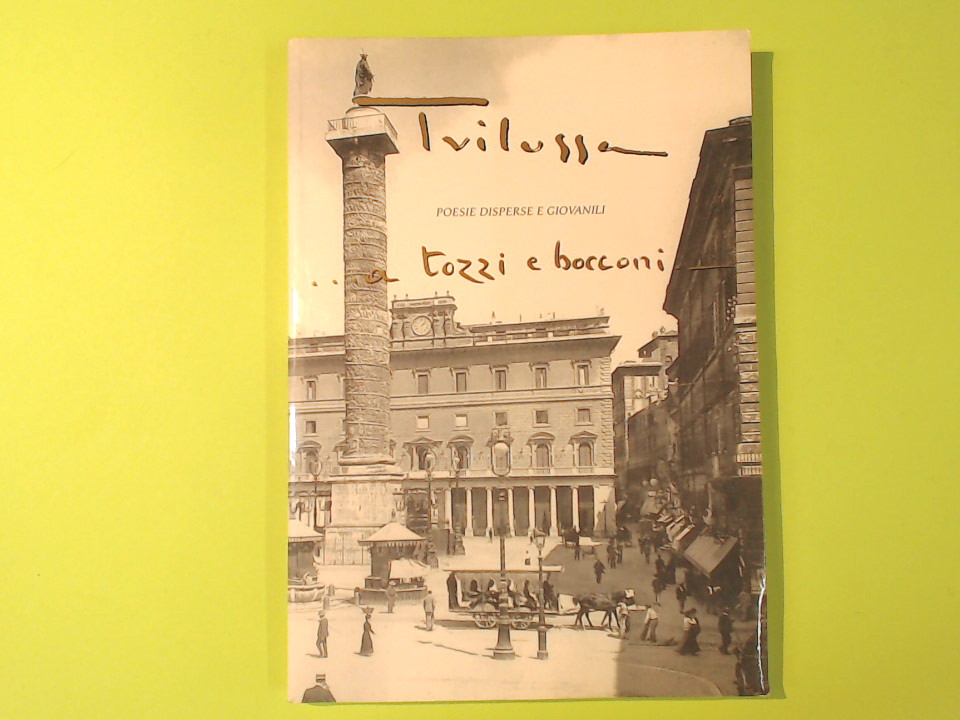 Trilussa
POESIE DISPERSE E GIOVANILI
...a tozzi e bocconi